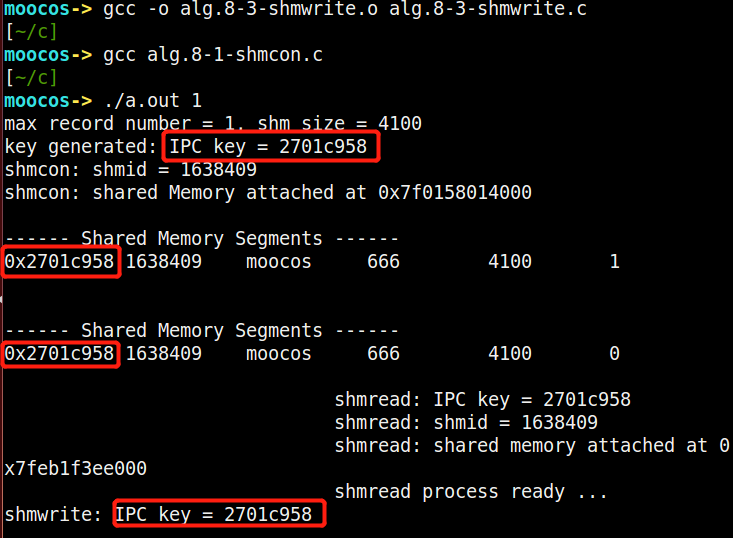 moocos-> gcc -o alg.8-3-shmwrite.o alg.8-3-shmwrite.c
[~/c]
moocos-> gcc alg.8-1-shmcon.c
[~/c]
moocos-> ./a.out 1
max record number = 1, shm size = 4100
key generated: IPC key = 2701c958
shmcon: shmid = 1638409
shmcon: shared Memory attached at 0x7f0158014000
------ Shared Memory Segments ------
0x2701c958 1638409 moocos 666 4100 1
------ Shared Memory Segments ------
0x2701c958 1638409 moocos 666 4100 0
shmread: IPC key = 2701c958
shmread: shmid = 1638409
shmread: shared memory attached at 0
x7feb1f3ee000
shmread process ready ...
shmwrite: IPC key = 2701c958